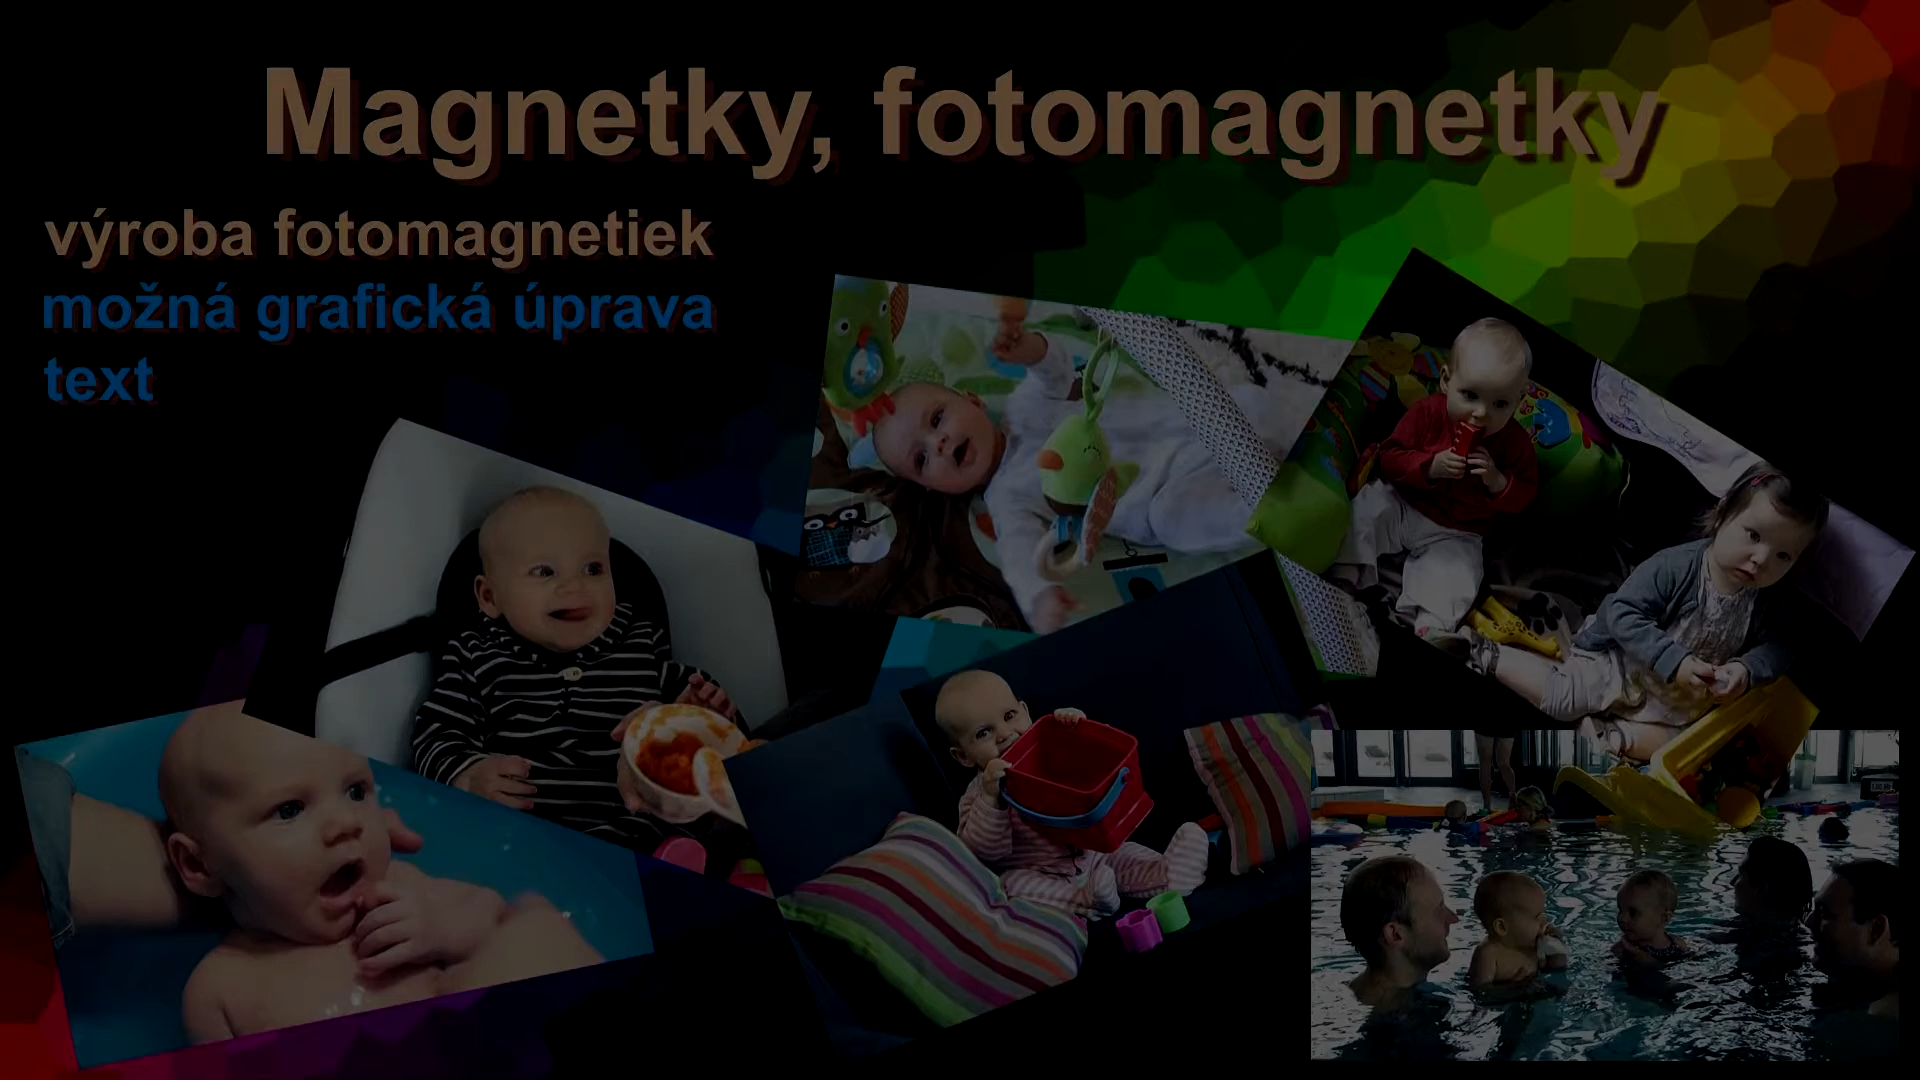 Magnetky, fotomagnetky
výroba fotomagnetiek
možná grafická úprava
text